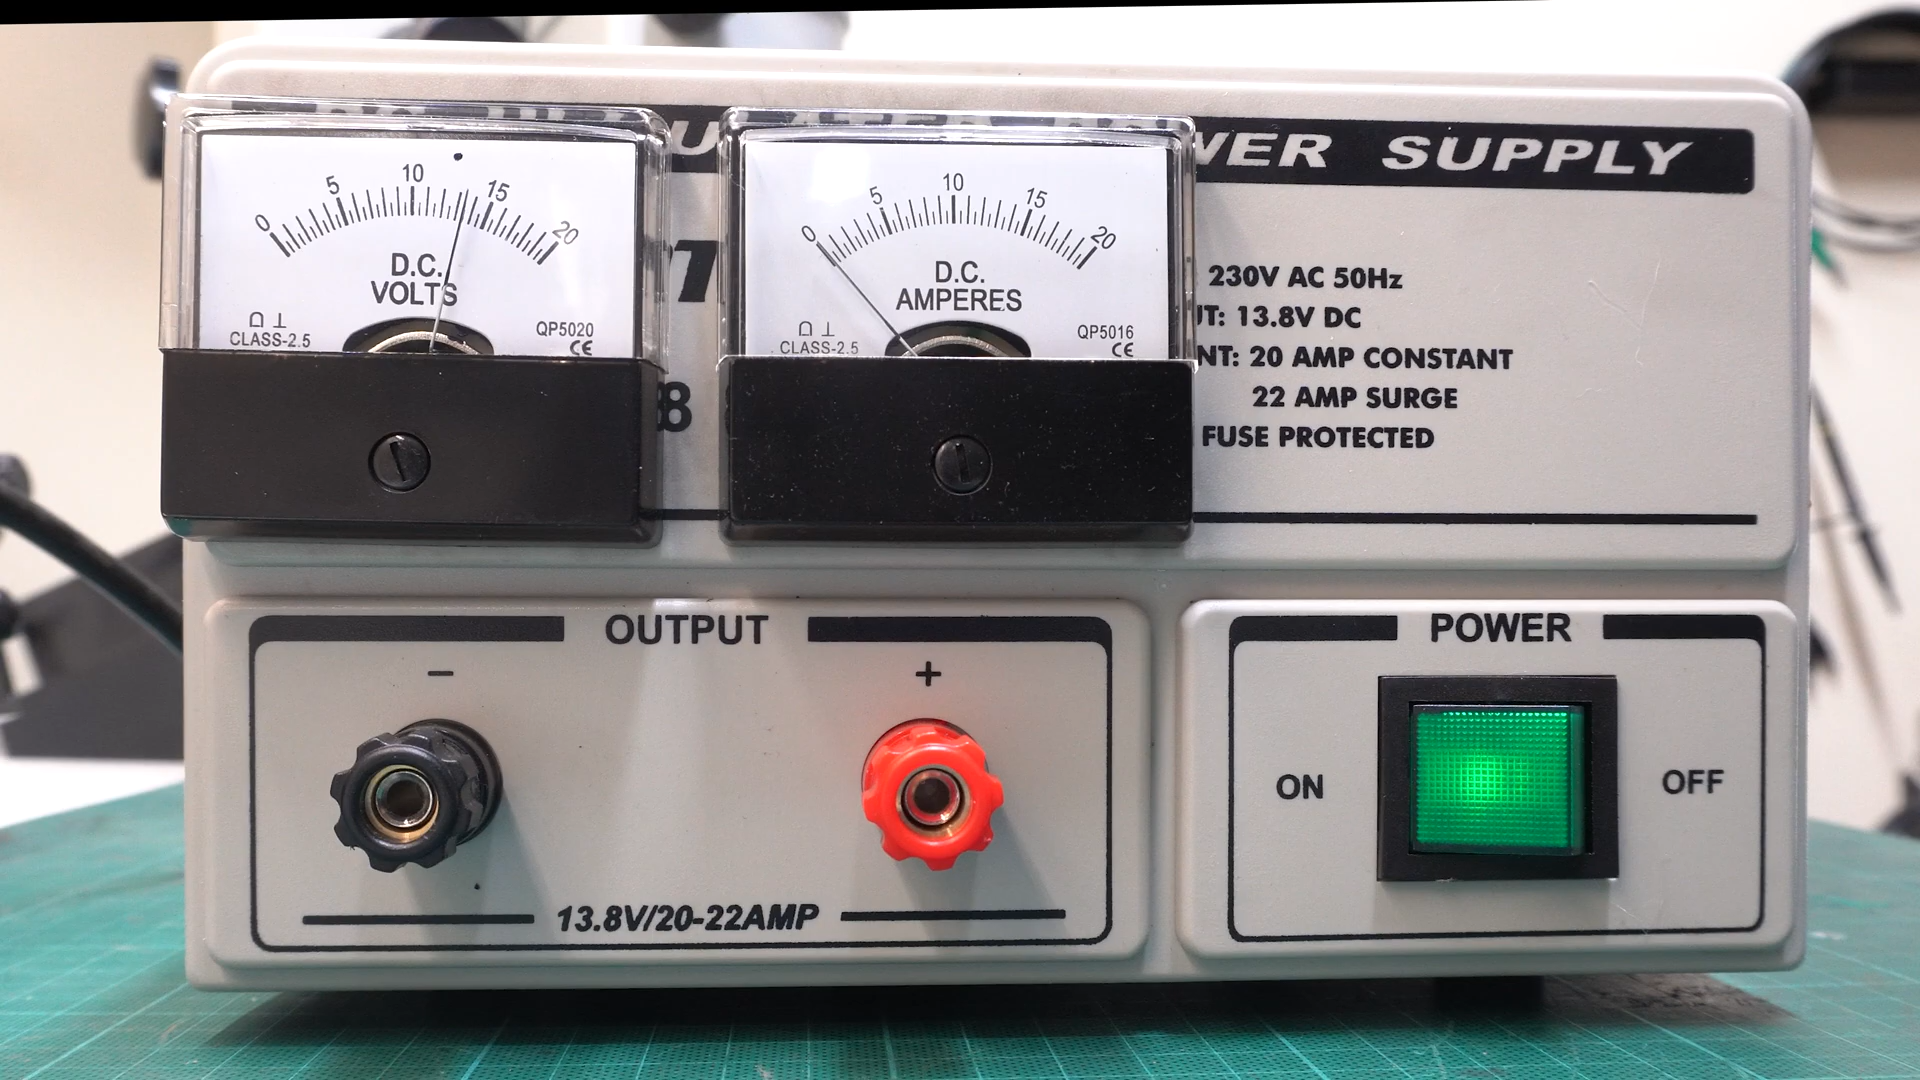 WER SUPPLY
0 5 10 15 20
D.C.
VOLTS
CLASS-2.5
QP5020
CE
0 5 10 15 20
D.C.
AMPERES
CLASS-2.5
QP5016
CE
8
230V AC 50Hz
UT: 13.8V DC
NT: 20 AMP CONSTANT
22 AMP SURGE
FUSE PROTECTED
OUTPUT
− +
13.8V/20-22AMP
POWER
ON OFF